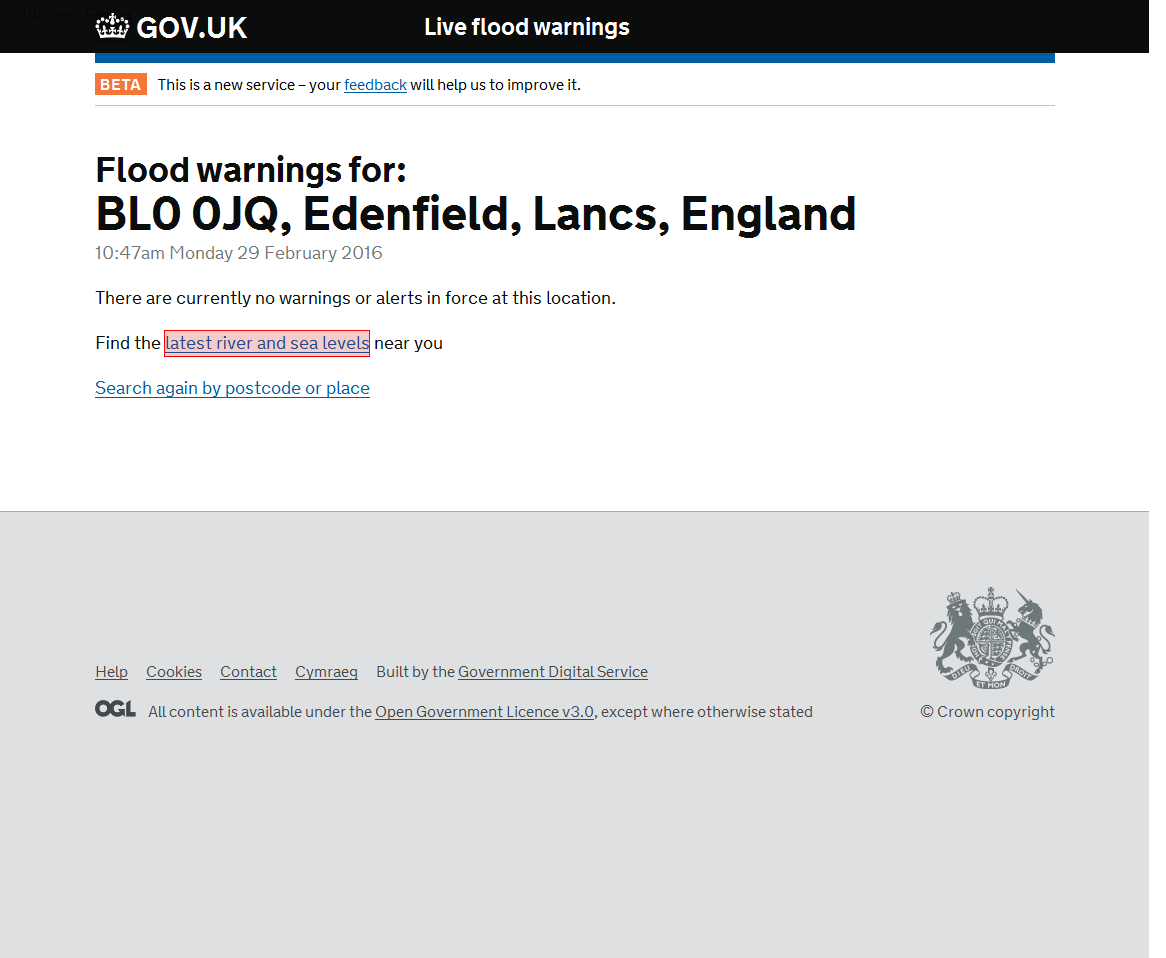 GOV.UK Live flood warnings
BETA This is a new service – your feedback will help us to improve it.
Flood warnings for:
BL0 0JQ, Edenfield, Lancs, England
10:47am Monday 29 February 2016
There are currently no warnings or alerts in force at this location.
Find the latest river and sea levels near you
Search again by postcode or place
Help Cookies Contact Cymraeg Built by the Government Digital Service
OGL All content is available under the Open Government Licence v3.0, except where otherwise stated
© Crown copyright
DIEU ET MON DROIT